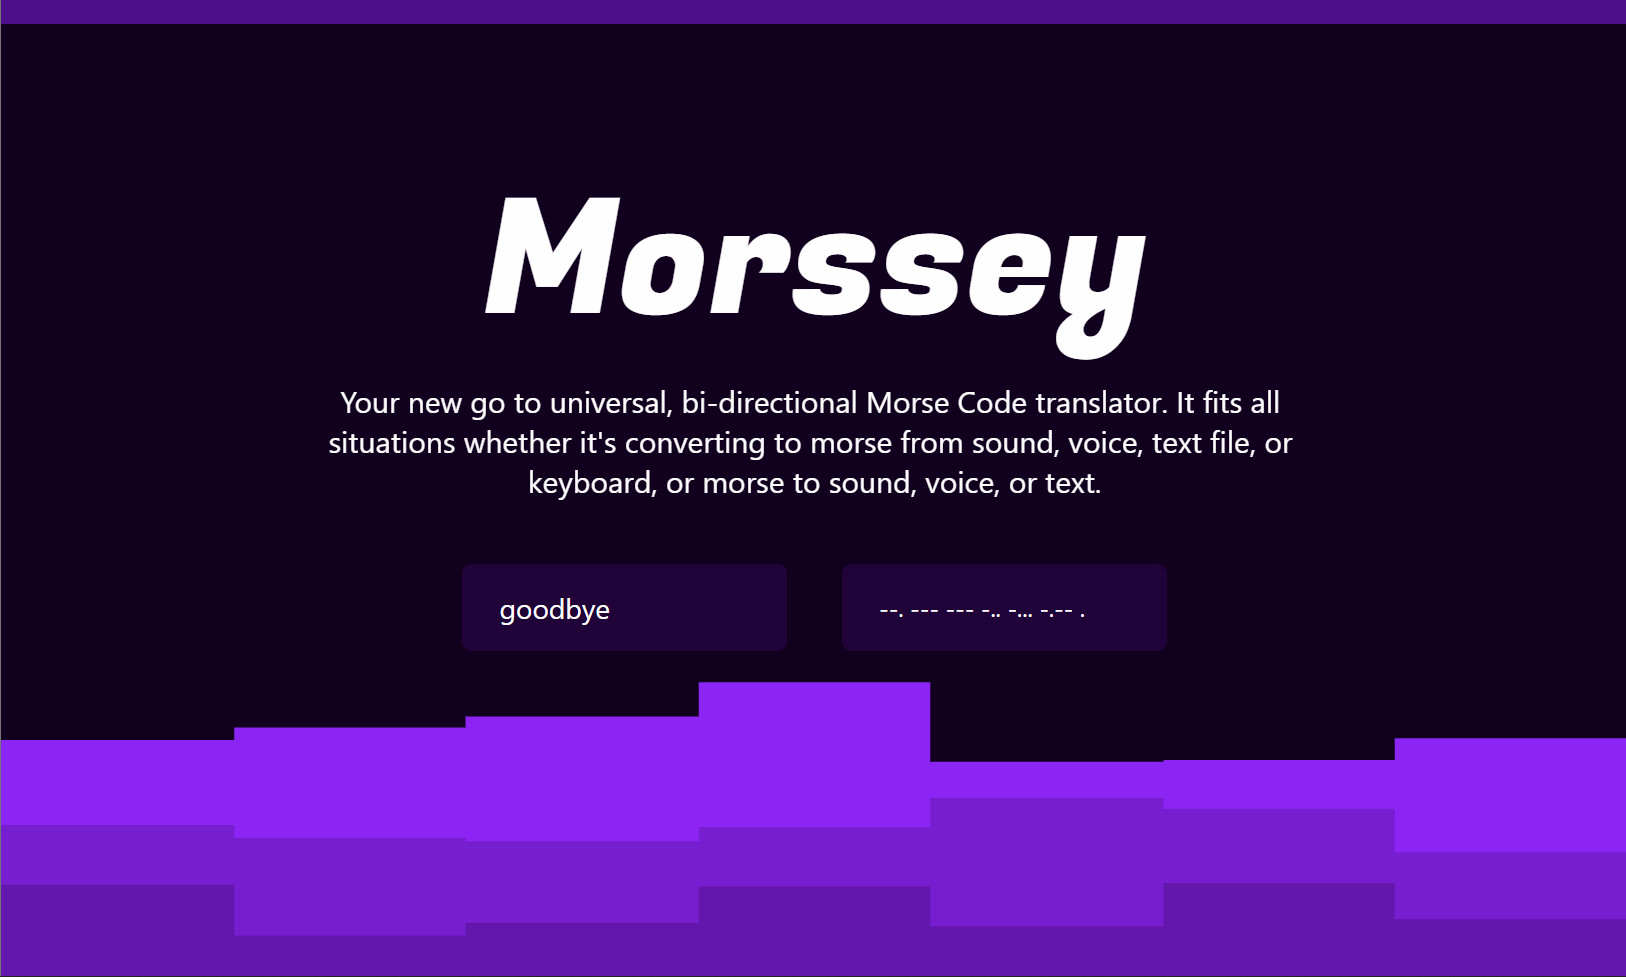 Morssey
Your new go to universal, bi-directional Morse Code translator. It fits all
situations whether it's converting to morse from sound, voice, text file, or
keyboard, or morse to sound, voice, or text.
goodbye
--. --- --- -.. -... -.-- .